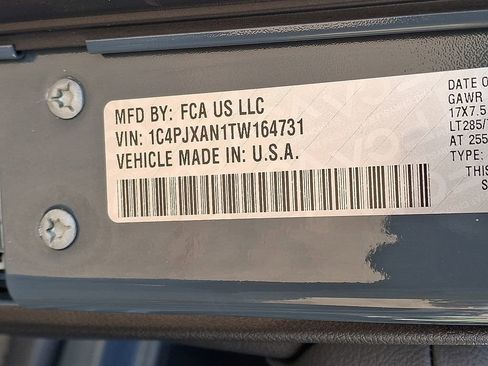 MFD BY: FCA US LLC
VIN: 1C4PJXAN1TW164731
VEHICLE MADE IN: U.S.A.
DATE O
GAWR
17X7.5
LT285/
AT 255
TYPE:
THIS
S